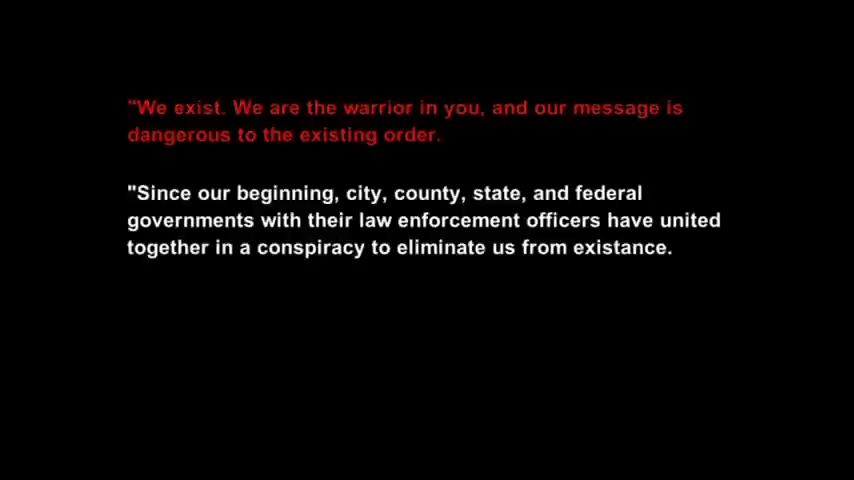 "We exist. We are the warrior in you, and our message is
dangerous to the existing order.
"Since our beginning, city, county, state, and federal
governments with their law enforcement officers have united
together in a conspiracy to eliminate us from existance.